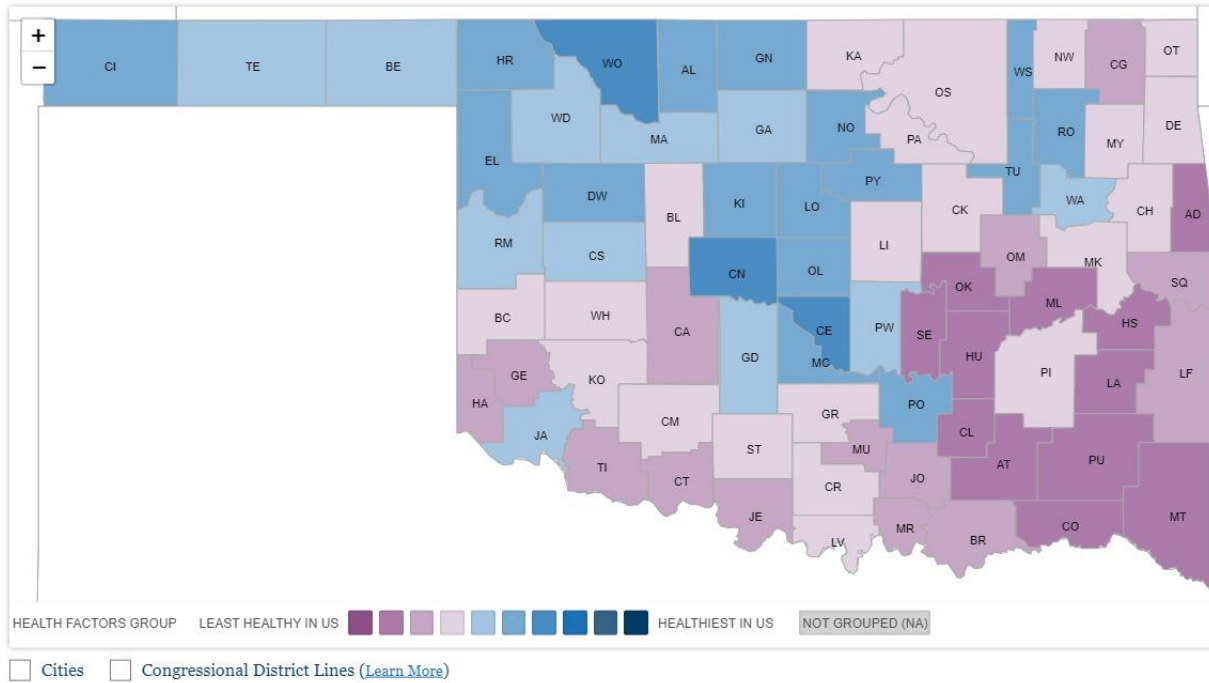 +
−
CI TE BE HR WO AL GN KA OS WS NW CG OT
WD MA GA NO PA RO MY DE
EL DW BL KI LO PY TU CK WA CH AD
RM CS CN OL LI OM MK SQ
BC WH CA GD CE MC PW SE OK ML HS
HU PI LA LF
GE KO HA JA CM GR PO CL
TI CT ST MU CR JO AT PU MT
JE LV MR BR CO
HEALTH FACTORS GROUP LEAST HEALTHY IN US HEALTHIEST IN US NOT GROUPED (NA)
Cities Congressional District Lines (Learn More)